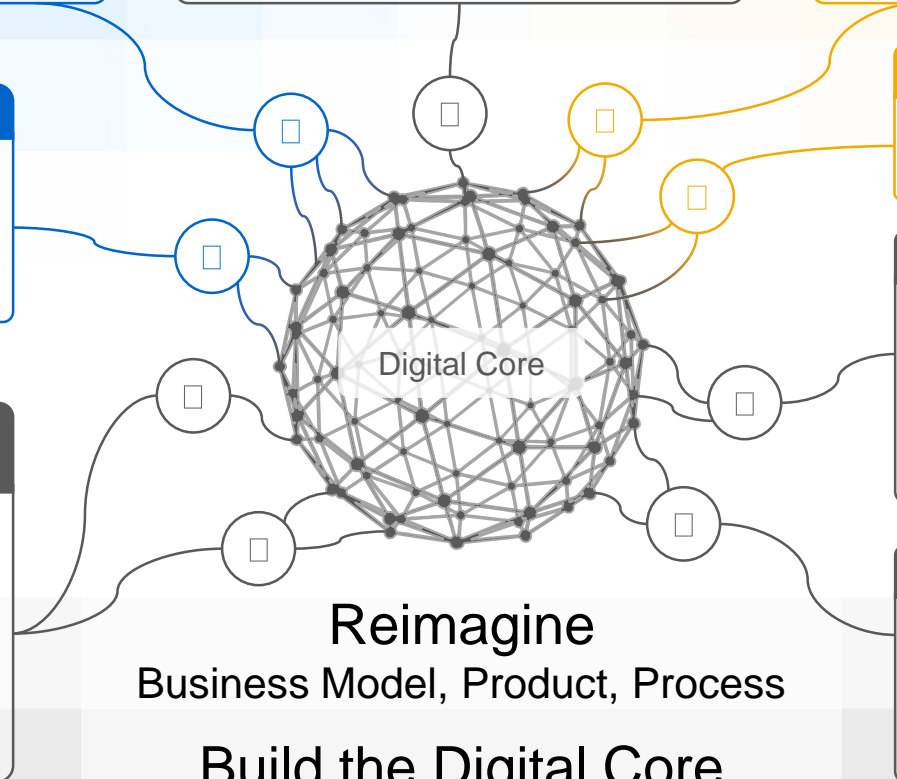 Digital Core
Reimagine
Business Model, Product, Process
Build the Digital Core